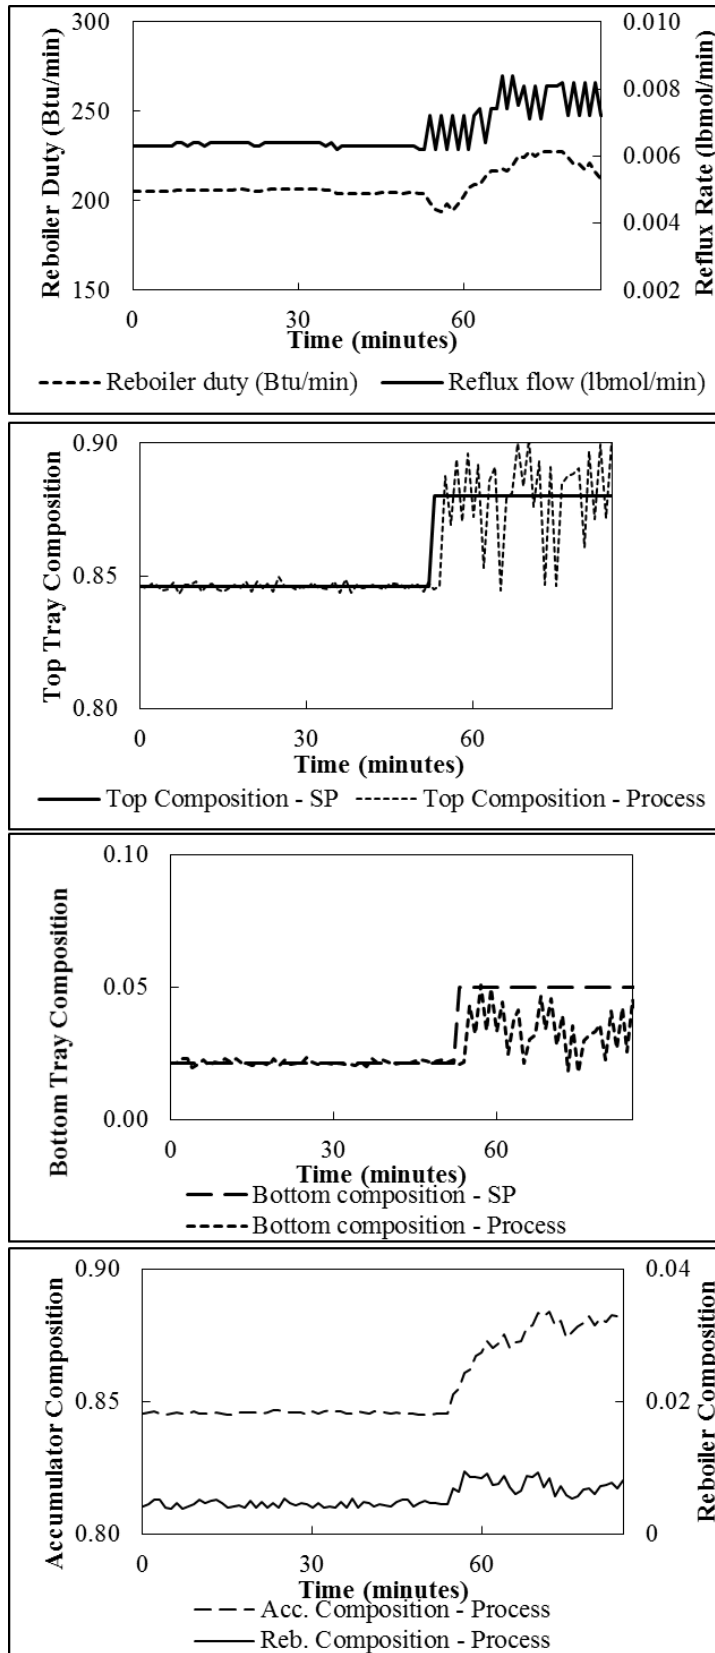 Reboiler Duty (Btu/min)
300
250
200
150
0.010
0.008
0.006
0.004
0.002
Reflux Rate (lbmol/min)
0
30
60
Time (minutes)
Reboiler duty (Btu/min)
Reflux flow (lbmol/min)
Top Tray Composition
0.90
0.85
0.80
0
30
60
Time (minutes)
Top Composition - SP
Top Composition - Process
Bottom Tray Composition
0.10
0.05
0.00
0
30
60
Time (minutes)
Bottom composition - SP
Bottom composition - Process
Accumulator Composition
0.90
0.85
0.80
0.04
0.02
0
Reboiler Composition
0
30
60
Time (minutes)
Acc. Composition - Process
Reb. Composition - Process